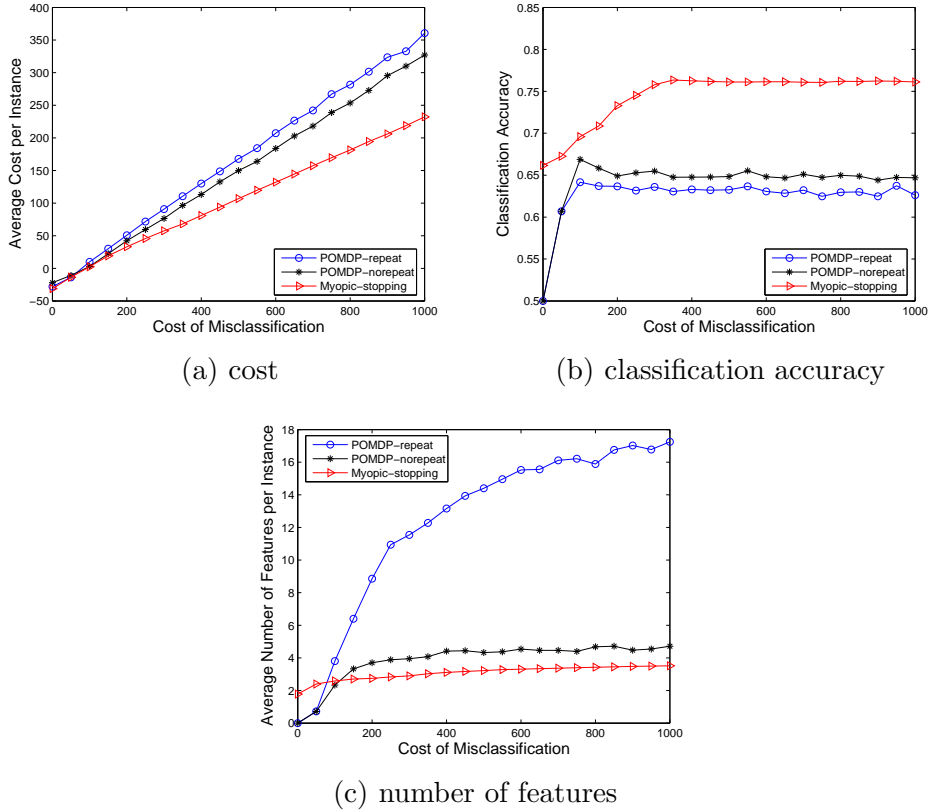 400
350
300
250
200
150
100
50
0
−50
0
200
400
600
800
1000
Average Cost per Instance
Cost of Misclassification
POMDP−repeat
POMDP−norepeat
Myopic−stopping
(a) cost
0.85
0.8
0.75
0.7
0.65
0.6
0.55
0.5
0
200
400
600
800
1000
Classification Accuracy
Cost of Misclassification
POMDP−repeat
POMDP−norepeat
Myopic−stopping
(b) classification accuracy
18
16
14
12
10
8
6
4
2
0
0
200
400
600
800
1000
Average Number of Features per Instance
Cost of Misclassification
POMDP−repeat
POMDP−norepeat
Myopic−stopping
(c) number of features